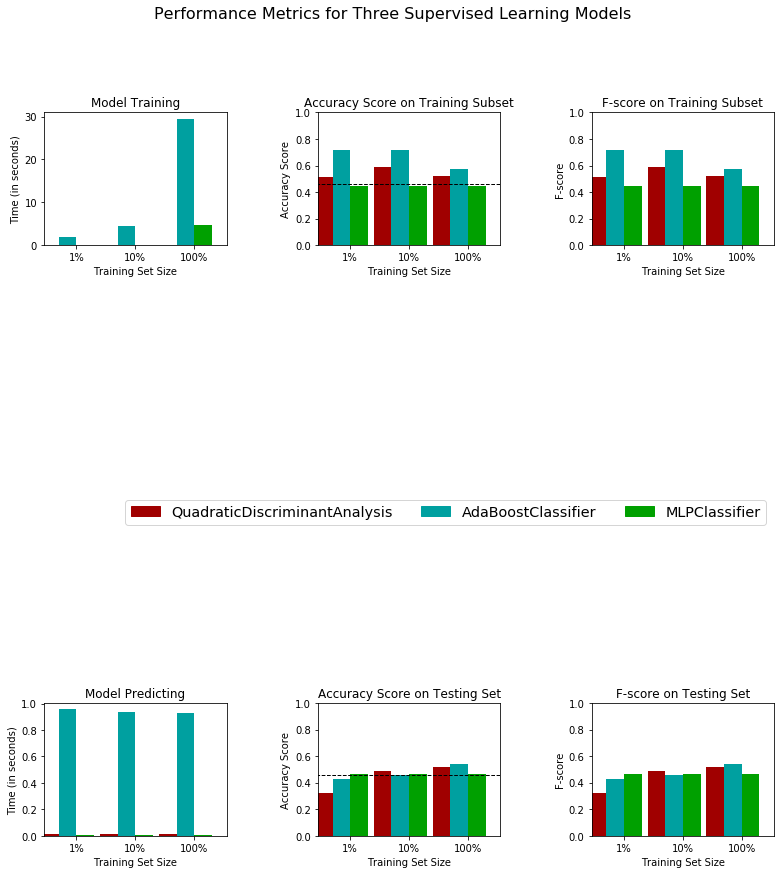 Performance Metrics for Three Supervised Learning Models
Model Training
Time (in seconds)
30
20
10
0
1% 10% 100%
Training Set Size
Accuracy Score on Training Subset
Accuracy Score
1.0
0.8
0.6
0.4
0.2
0.0
1% 10% 100%
Training Set Size
F-score on Training Subset
F-score
1.0
0.8
0.6
0.4
0.2
0.0
1% 10% 100%
Training Set Size
QuadraticDiscriminantAnalysis AdaBoostClassifier MLPClassifier
Model Predicting
Time (in seconds)
1.0
0.8
0.6
0.4
0.2
0.0
1% 10% 100%
Training Set Size
Accuracy Score on Testing Set
Accuracy Score
1.0
0.8
0.6
0.4
0.2
0.0
1% 10% 100%
Training Set Size
F-score on Testing Set
F-score
1.0
0.8
0.6
0.4
0.2
0.0
1% 10% 100%
Training Set Size